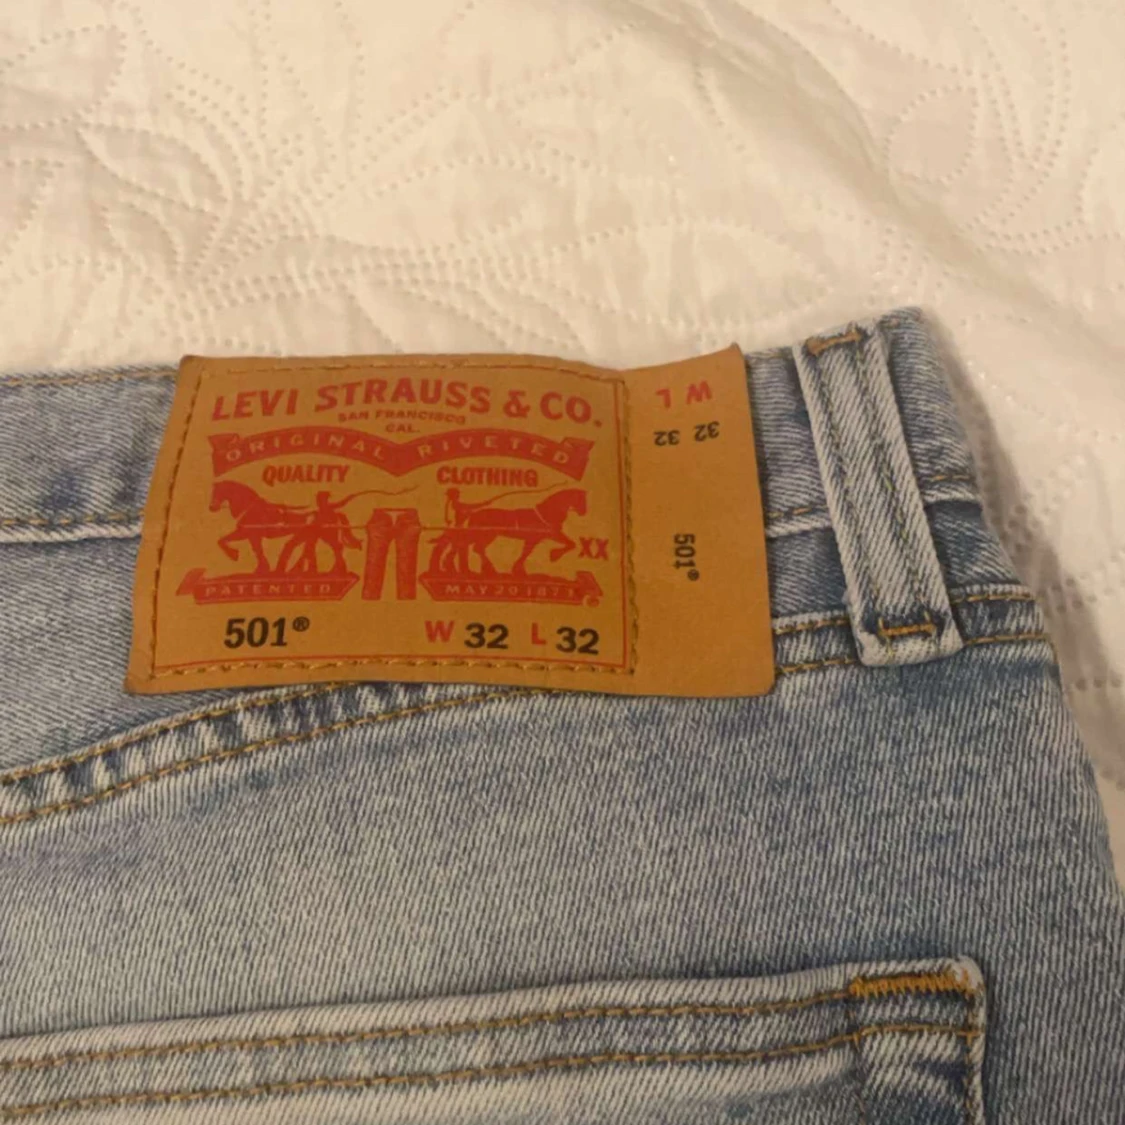 LEVI STRAUSS & CO.
SAN FRANCISCO
CAL.
ORIGINAL RIVETED
QUALITY CLOTHING
XX
PATENTED MAY 20 1873
®
501® W 32 L 32
W L
32 32
501®